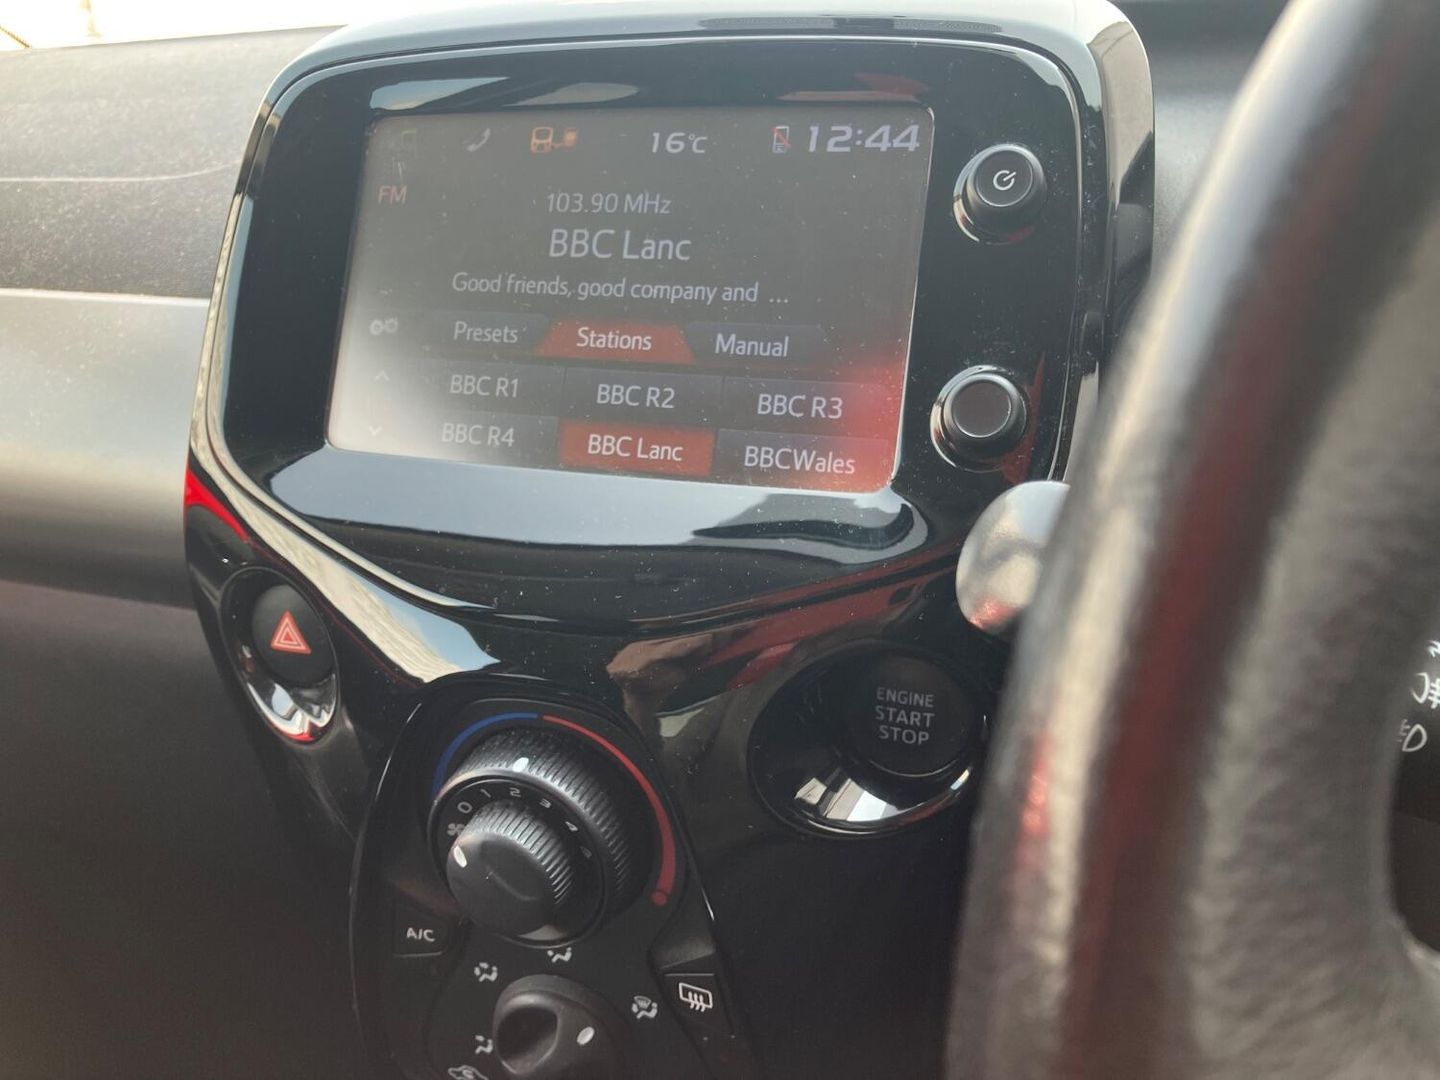 16°C 12:44
FM
103.90 MHz
BBC Lanc
Good friends, good company and ...
Presets Stations Manual
BBC R1 BBC R2 BBC R3
BBC R4 BBC Lanc BBCWales
ENGINE
START
STOP
0 1 2 3 4
A/C